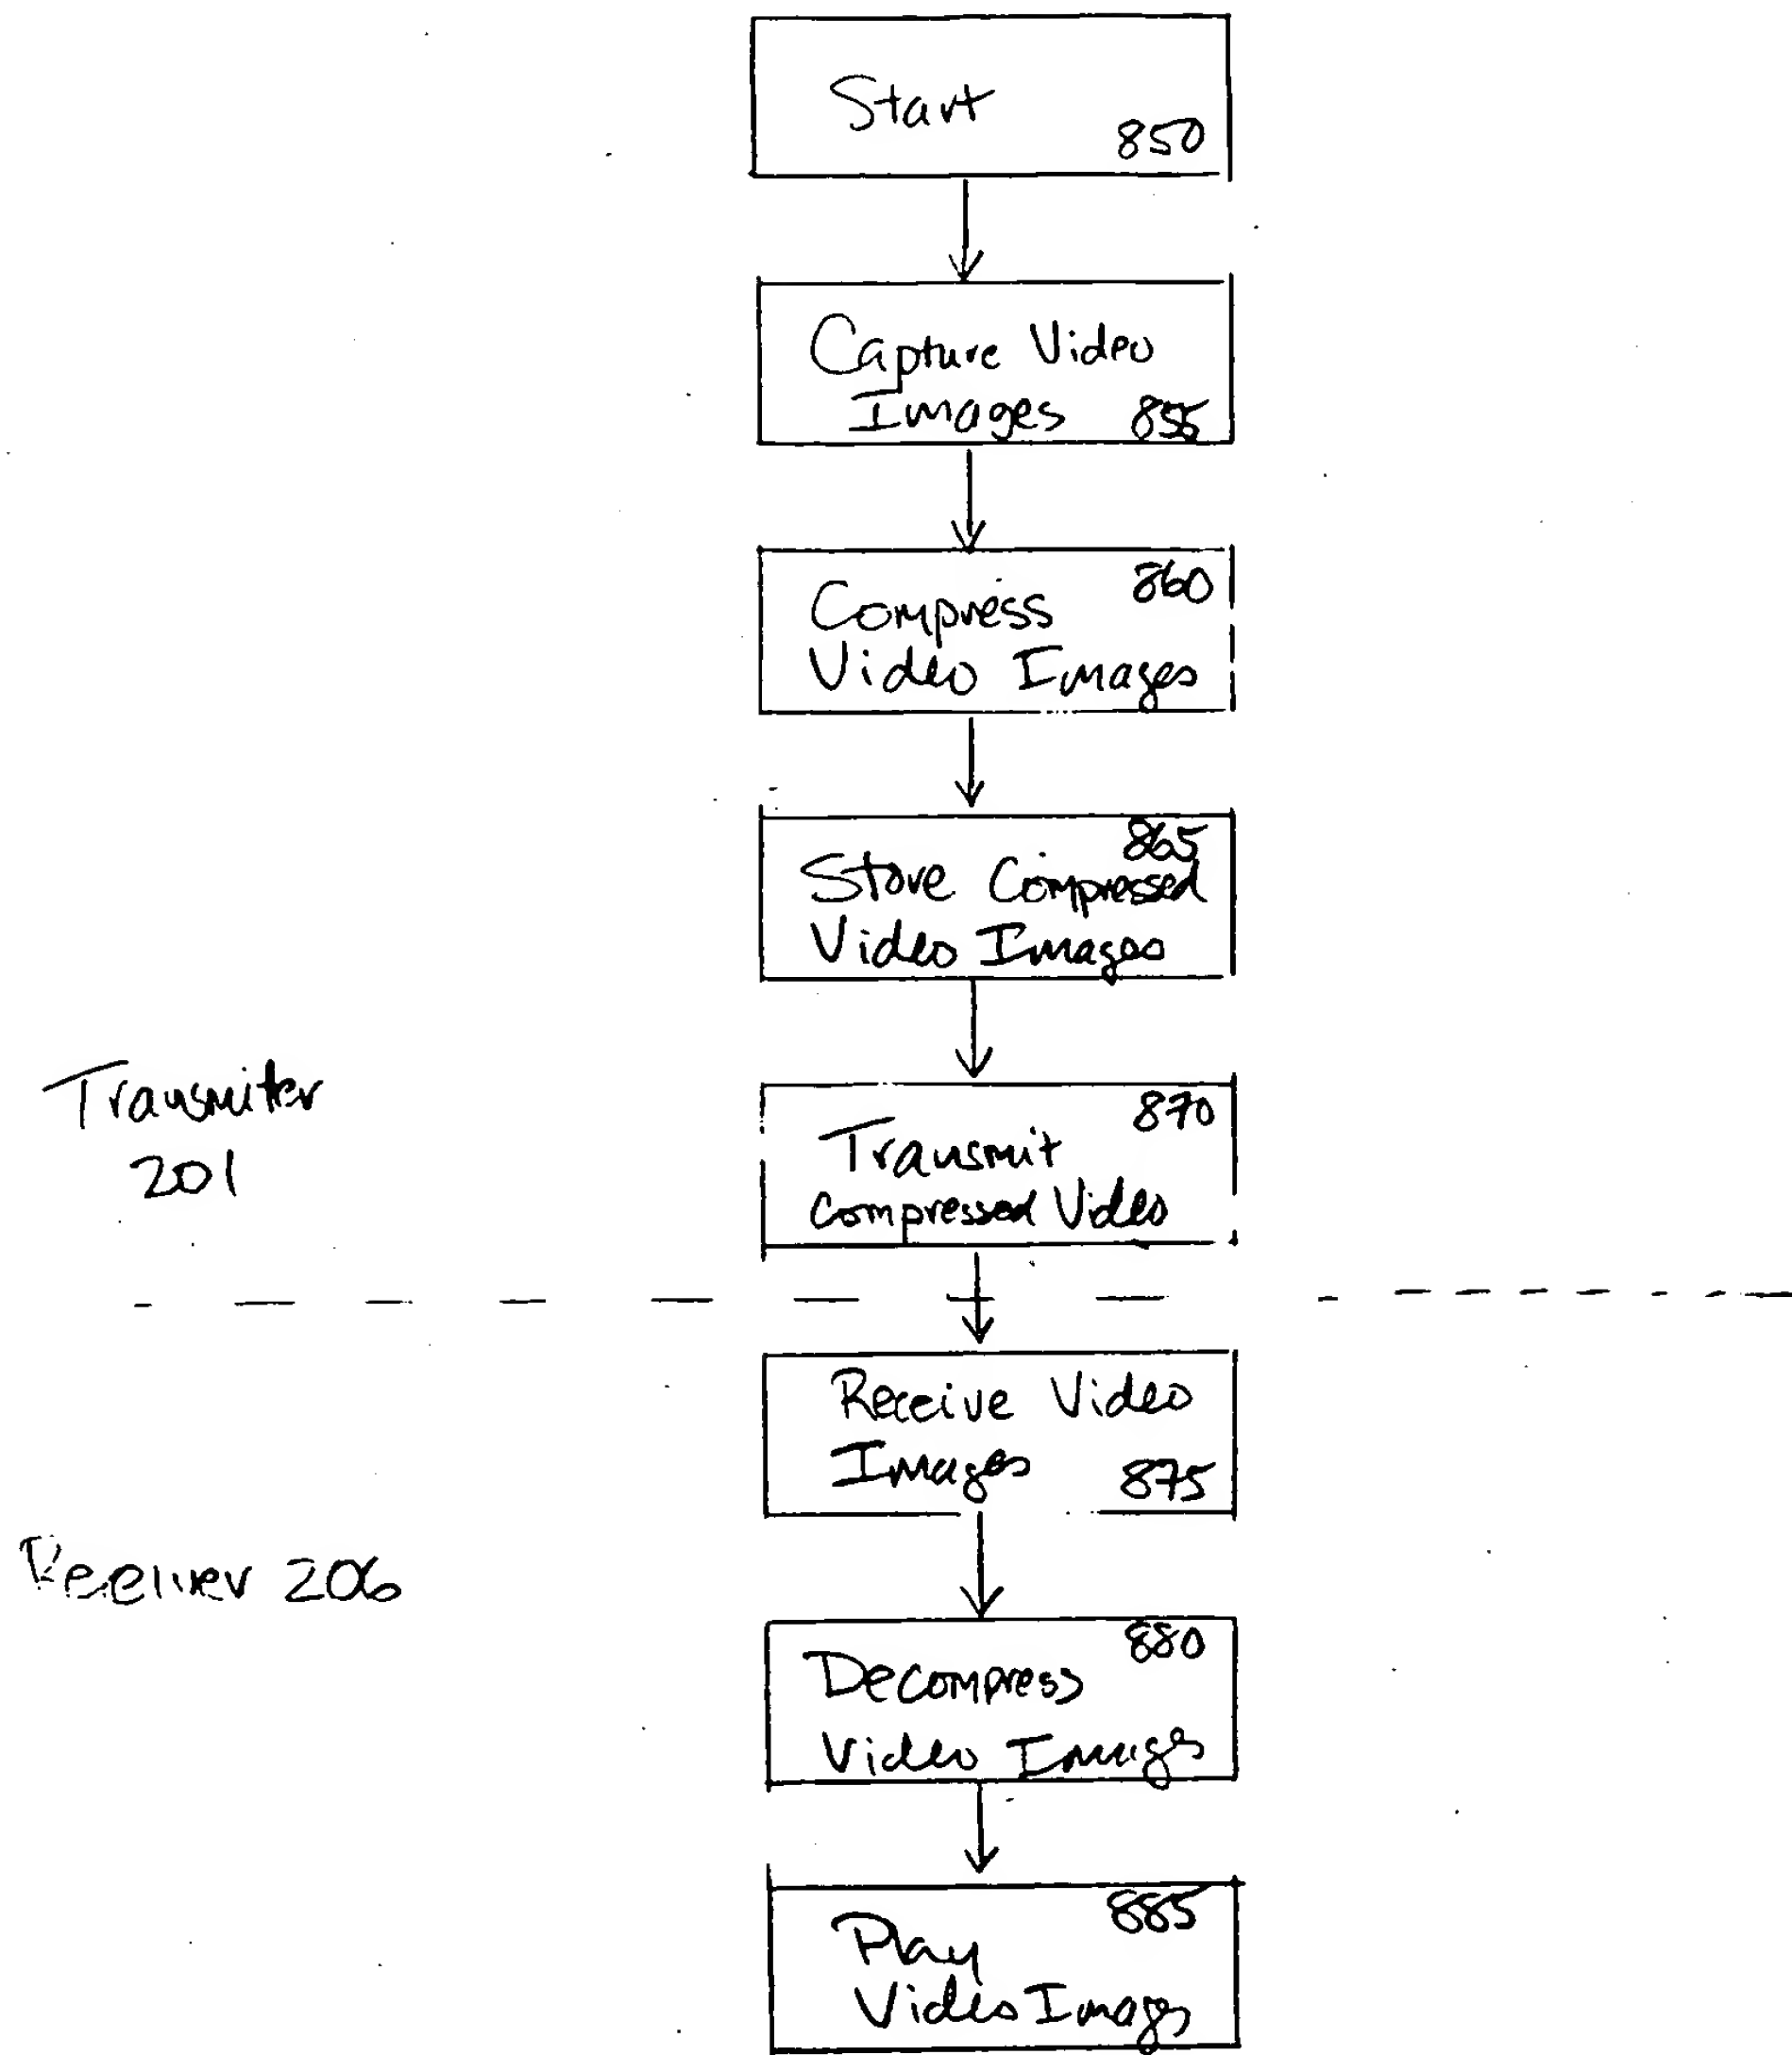 Start
850
Capture Video
Images 855
860
Compress
Video Images
865
Store Compressed
Video Images
Transmiter
201
870
Transmit
Compressed Video
Receive Video
Images 875
Receiver 206
880
Decompress
Video Images
885
Play
Video Images